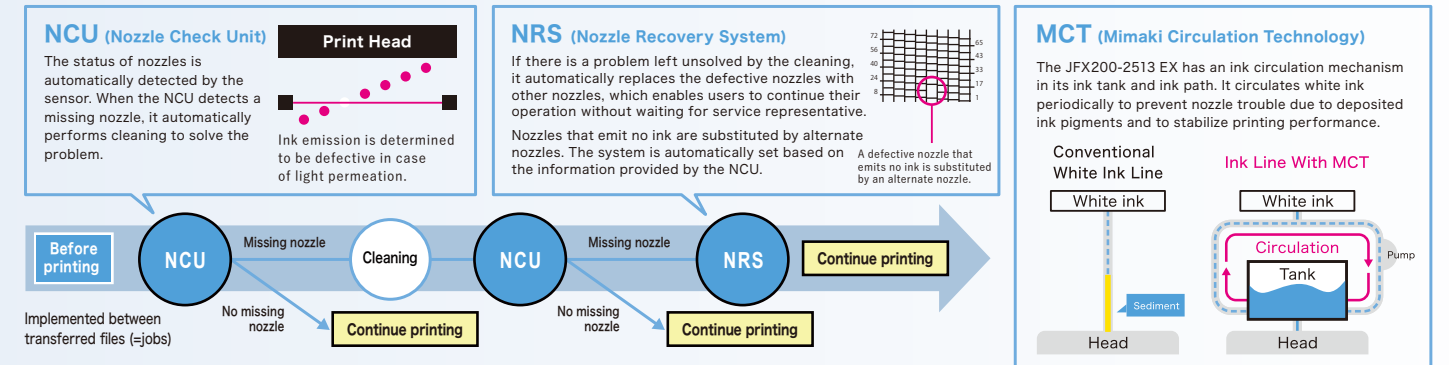 NCU (Nozzle Check Unit)
The status of nozzles is
automatically detected by the
sensor. When the NCU detects a
missing nozzle, it automatically
performs cleaning to solve the
problem.
Print Head
Ink emission is determined
to be defective in case
of light permeation.
NRS (Nozzle Recovery System)
If there is a problem left unsolved by the cleaning,
it automatically replaces the defective nozzles with
other nozzles, which enables users to continue their
operation without waiting for service representative.
Nozzles that emit no ink are substituted by alternate
nozzles. The system is automatically set based on
the information provided by the NCU.
72
56
40
24
8
65
43
33
17
1
A defective nozzle that
emits no ink is substituted
by an alternate nozzle.
MCT (Mimaki Circulation Technology)
The JFX200-2513 EX has an ink circulation mechanism
in its ink tank and ink path. It circulates white ink
periodically to prevent nozzle trouble due to deposited
ink pigments and to stabilize printing performance.
Conventional
White Ink Line
White ink
Sediment
Head
Ink Line With MCT
White ink
Circulation
Tank
Pump
Head
Before
printing
NCU
Missing nozzle
Cleaning
NCU
Missing nozzle
NRS
Continue printing
No missing
nozzle
Continue printing
No missing
nozzle
Continue printing
Implemented between
transferred files (=jobs)